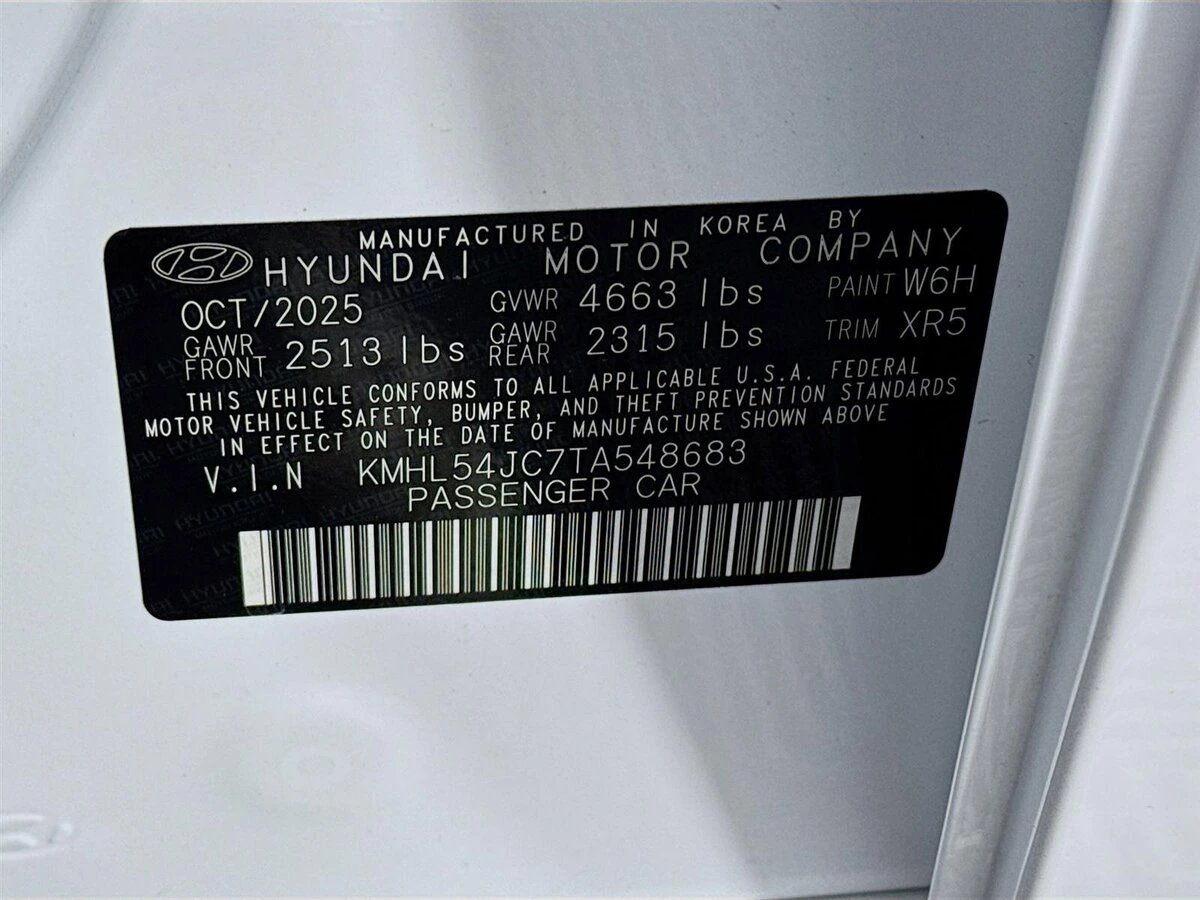 MANUFACTURED IN KOREA BY
HYUNDAI MOTOR COMPANY
OCT/2025 GVWR 4663 lbs PAINT W6H
GAWR FRONT 2513 lbs GAWR REAR 2315 lbs TRIM XR5
THIS VEHICLE CONFORMS TO ALL APPLICABLE U.S.A. FEDERAL
MOTOR VEHICLE SAFETY, BUMPER, AND THEFT PREVENTION STANDARDS
IN EFFECT ON THE DATE OF MANUFACTURE SHOWN ABOVE
V.I.N KMHL54JC7TA548683
PASSENGER CAR